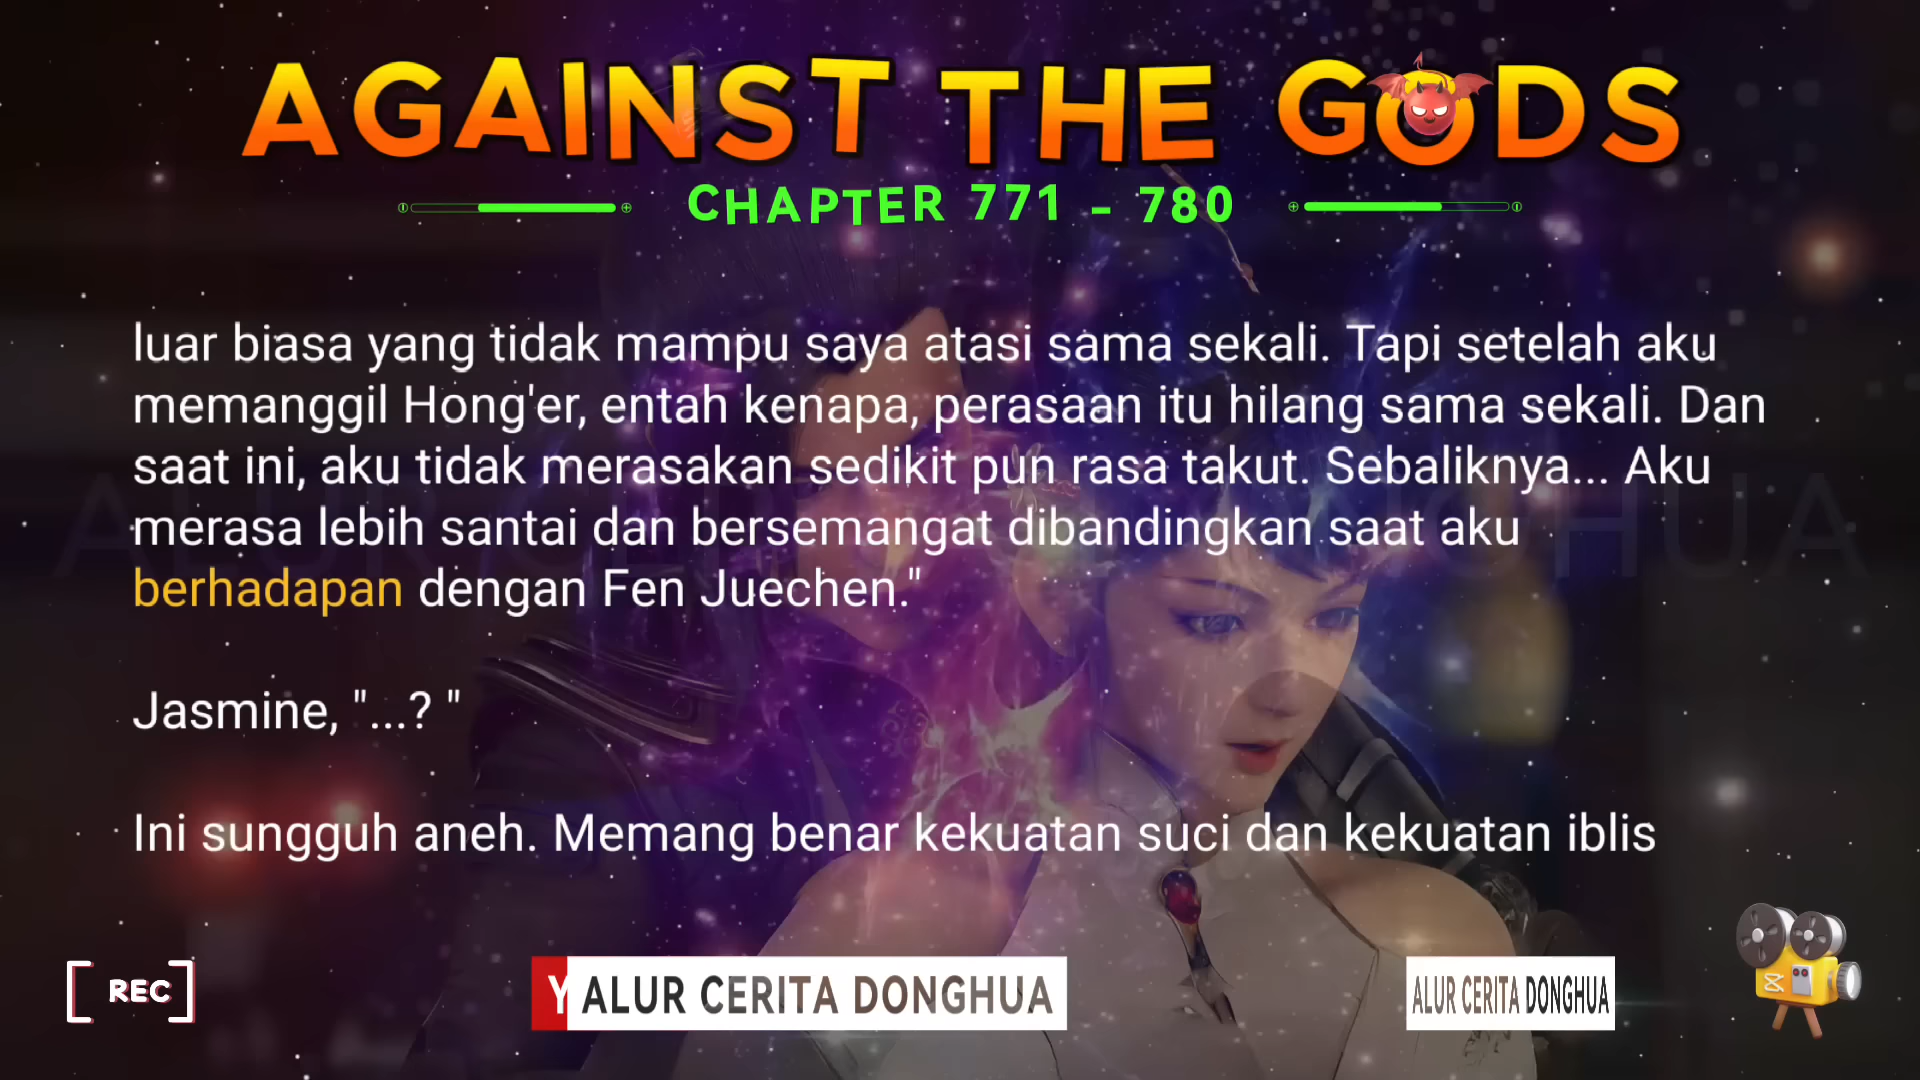 AGAINST THE GODS
CHAPTER 771 - 780
luar biasa yang tidak mampu saya atasi sama sekali. Tapi setelah aku
memanggil Hong'er, entah kenapa, perasaan itu hilang sama sekali. Dan
saat ini, aku tidak merasakan sedikit pun rasa takut. Sebaliknya... Aku
merasa lebih santai dan bersemangat dibandingkan saat aku
berhadapan dengan Fen Juechen."
Jasmine, "...? "
Ini sungguh aneh. Memang benar kekuatan suci dan kekuatan iblis
REC
Y ALUR CERITA DONGHUA
ALUR CERITA DONGHUA